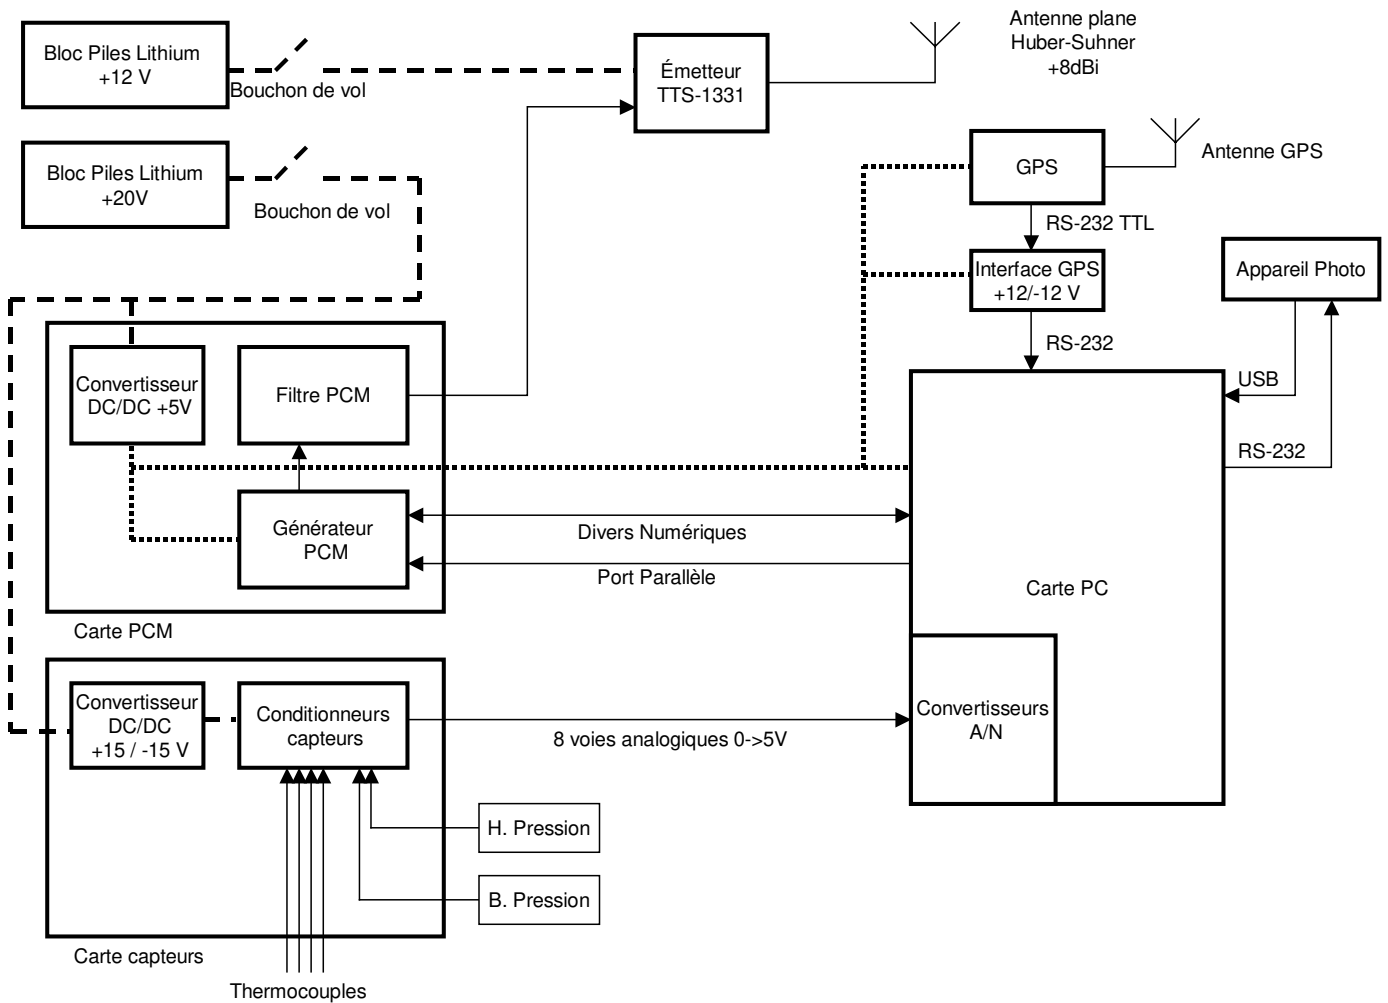 Bloc Piles Lithium
+12 V
Bouchon de vol
Émetteur
TTS-1331
Antenne plane
Huber-Suhner
+8dBi
Bloc Piles Lithium
+20V
Bouchon de vol
GPS
Antenne GPS
RS-232 TTL
Interface GPS
+12/-12 V
Appareil Photo
RS-232
USB
RS-232
Convertisseur
DC/DC +5V
Filtre PCM
Générateur
PCM
Divers Numériques
Port Parallèle
Carte PC
Carte PCM
Convertisseur
DC/DC
+15 / -15 V
Conditionneurs
capteurs
8 voies analogiques 0->5V
Convertisseurs
A/N
H. Pression
B. Pression
Carte capteurs
Thermocouples